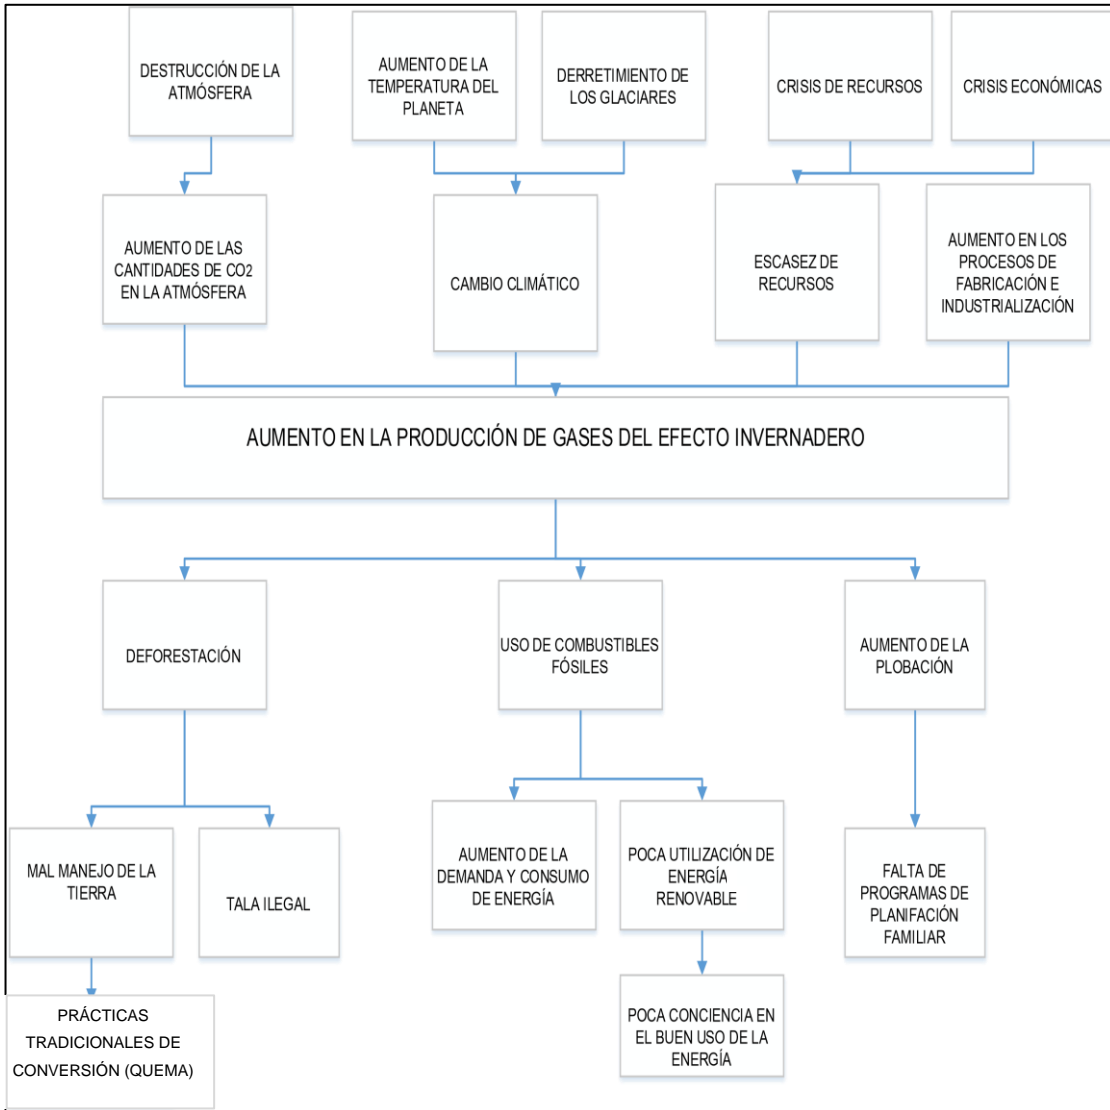 DESTRUCCIÓN DE LA
ATMÓSFERA
AUMENTO DE LA
TEMPERATURA DEL
PLANETA
DERRETIMIENTO DE
LOS GLACIARES
CRISIS DE RECURSOS
CRISIS ECONÓMICAS
AUMENTO DE LAS
CANTIDADES DE CO2
EN LA ATMÓSFERA
CAMBIO CLIMÁTICO
ESCASEZ DE
RECURSOS
AUMENTO EN LOS
PROCESOS DE
FABRICACIÓN E
INDUSTRIALIZACIÓN
AUMENTO EN LA PRODUCCIÓN DE GASES DEL EFECTO INVERNADERO
DEFORESTACIÓN
USO DE COMBUSTIBLES
FÓSILES
AUMENTO DE LA
PLOBACIÓN
MAL MANEJO DE LA
TIERRA
TALA ILEGAL
AUMENTO DE LA
DEMANDA Y CONSUMO
DE ENERGÍA
POCA UTILIZACIÓN DE
ENERGÍA
RENOVABLE
FALTA DE
PROGRAMAS DE
PLANIFACIÓN
FAMILIAR
PRÁCTICAS
TRADICIONALES DE
CONVERSIÓN (QUEMA)
POCA CONCIENCIA EN
EL BUEN USO DE LA
ENERGÍA